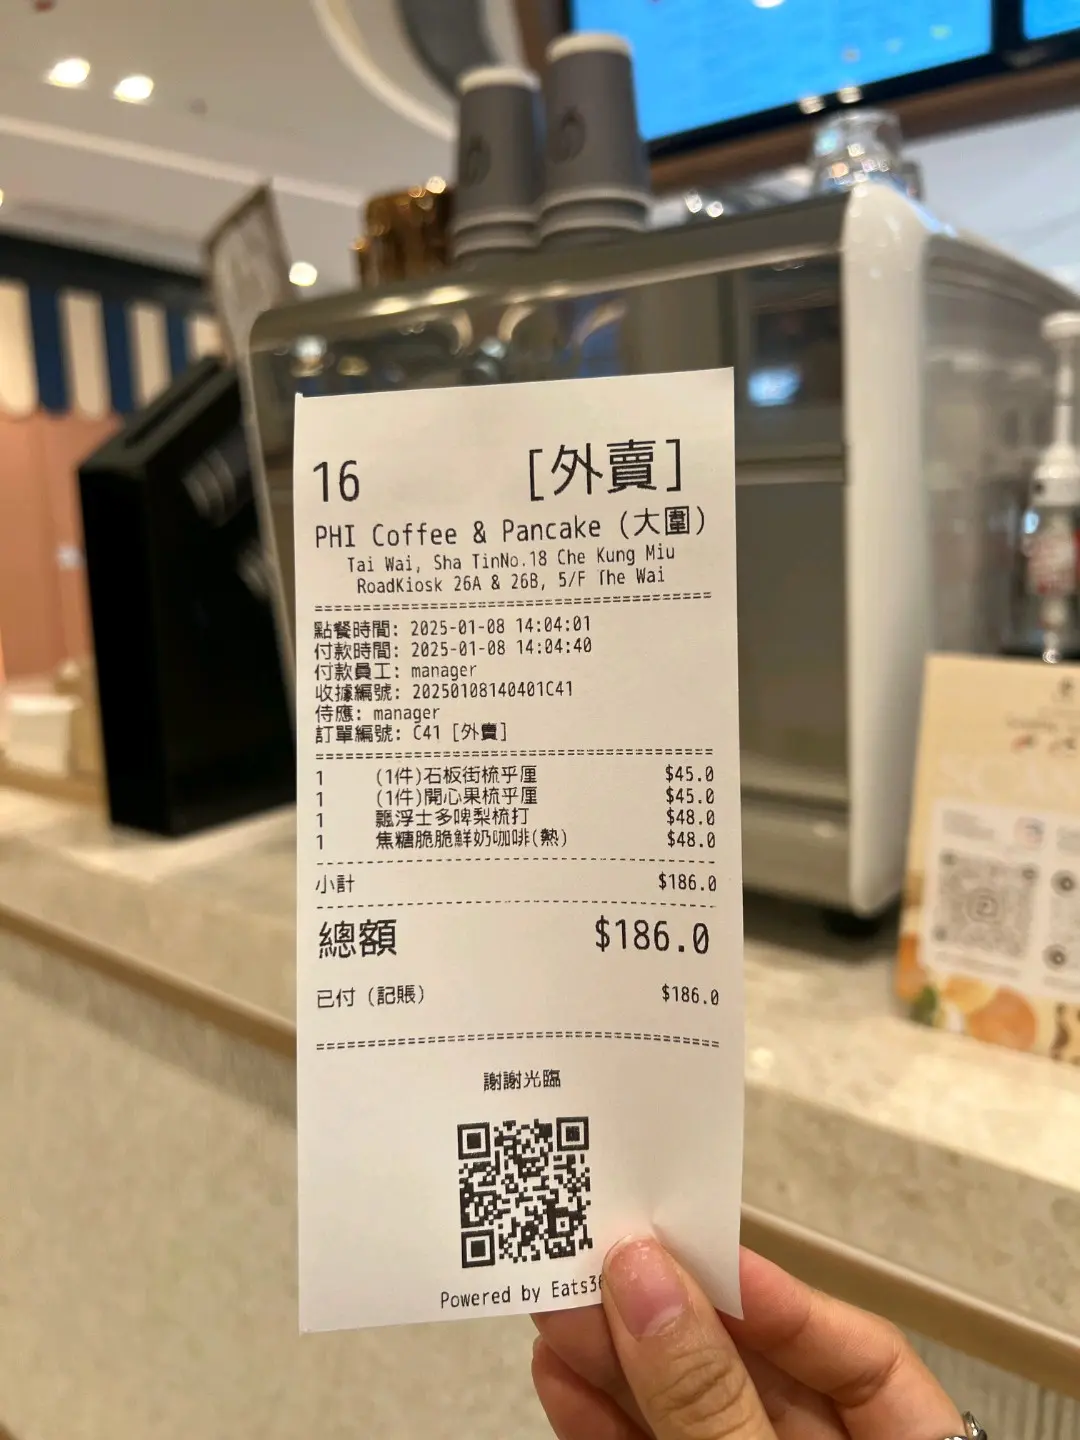 16 [外賣]
PHI Coffee & Pancake (大圍)
Tai Wai, Sha TinNo.18 Che Kung Miu
RoadKiosk 26A & 26B, 5/F The Wai
========================================
點餐時間: 2025-01-08 14:04:01
付款時間: 2025-01-08 14:04:40
付款員工: manager
收據編號: 20250108140401C41
侍應: manager
訂單編號: C41 [外賣]
========================================
1 (1件)石板街梳乎厘 $45.0
1 (1件)開心果梳乎厘 $45.0
1 飄浮士多啤梨梳打 $48.0
1 焦糖脆脆鮮奶咖啡(熱) $48.0
----------------------------------------
小計 $186.0
----------------------------------------
總額 $186.0
已付 (記賬) $186.0
========================================
謝謝光臨
Powered by Eats3